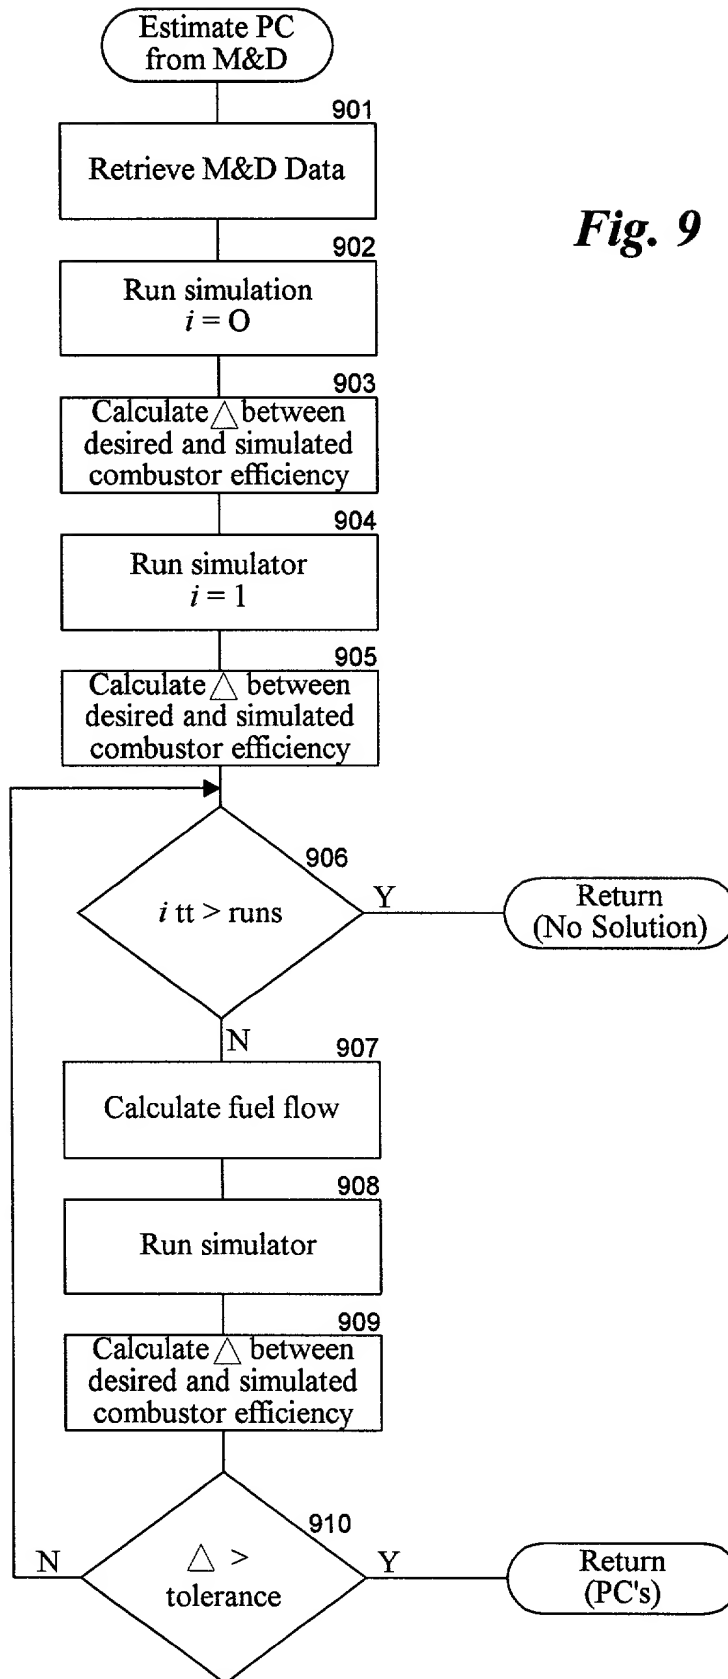 Estimate PC
from M&D
901
Retrieve M&D Data
Fig. 9
902
Run simulation
i = O
903
Calculate △ between
desired and simulated
combustor efficiency
904
Run simulator
i = 1
905
Calculate △ between
desired and simulated
combustor efficiency
906
i tt > runs
Y
Return
(No Solution)
N
907
Calculate fuel flow
908
Run simulator
909
Calculate △ between
desired and simulated
combustor efficiency
910
N
△ >
tolerance
Y
Return
(PC's)